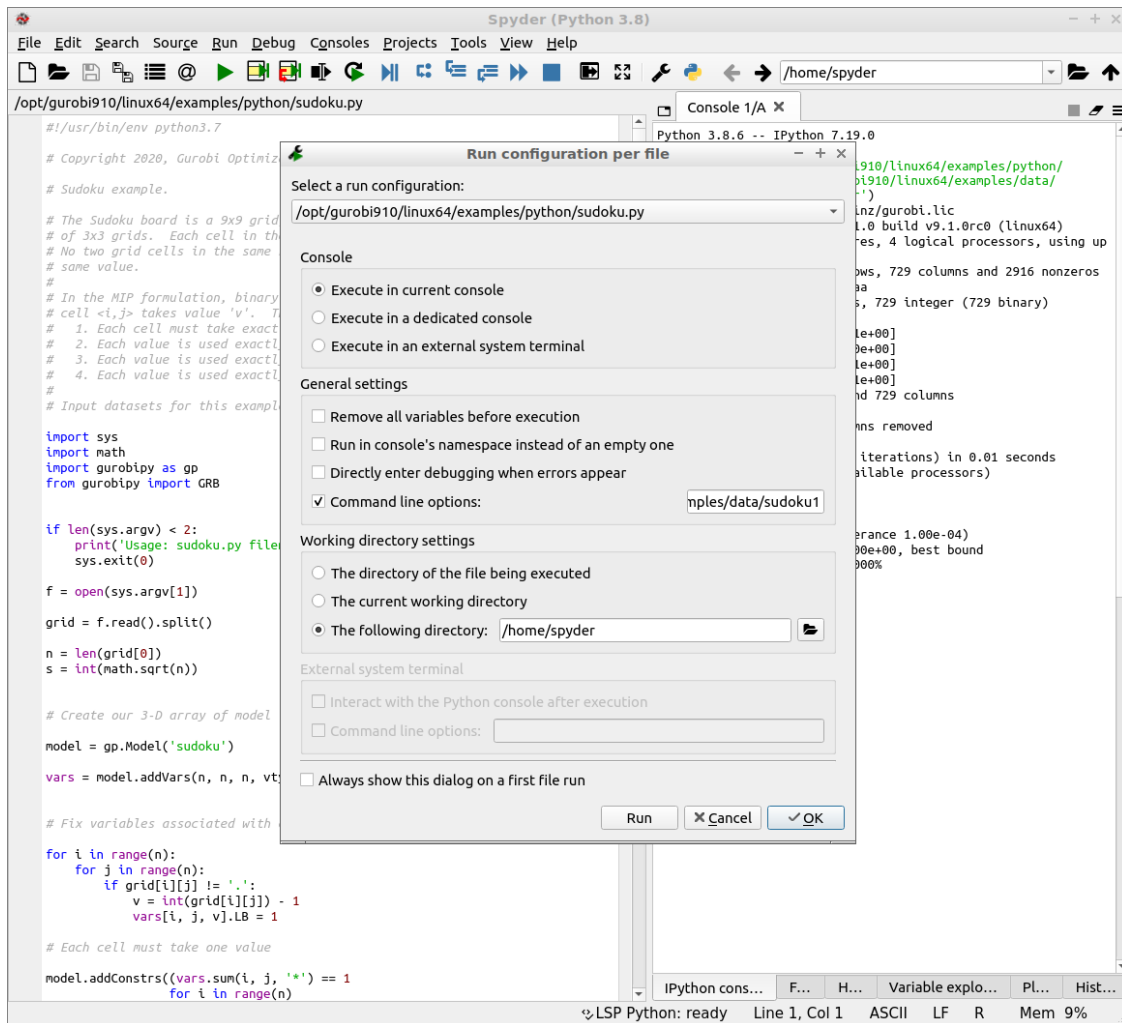 Spyder (Python 3.8)
File Edit Search Source Run Debug Consoles Projects Tools View Help
/home/spyder
/opt/gurobi910/linux64/examples/python/sudoku.py
#!/usr/bin/env python3.7
# Copyright 2020, Gurobi Optimiz
# Sudoku example.
# The Sudoku board is a 9x9 grid
# of 3x3 grids.  Each cell in the
# No two grid cells in the same
# same value.
#
# In the MIP formulation, binary
# cell <i,j> takes value 'v'.
#   1. Each cell must take exact
#   2. Each value is used exactl
#   3. Each value is used exactl
#   4. Each value is used exactl
#
# Input datasets for this exampl
import sys
import math
import gurobipy as gp
from gurobipy import GRB
if len(sys.argv) < 2:
    print('Usage: sudoku.py filen
    sys.exit(0)
f = open(sys.argv[1])
grid = f.read().split()
n = len(grid[0])
s = int(math.sqrt(n))
# Create our 3-D array of model
model = gp.Model('sudoku')
vars = model.addVars(n, n, n, vty
# Fix variables associated with
for i in range(n):
    for j in range(n):
        if grid[i][j] != '.':
            v = int(grid[i][j]) - 1
            vars[i, j, v].LB = 1
# Each cell must take one value
model.addConstrs((vars.sum(i, j, '*') == 1
                 for i in range(n)
Run configuration per file
Select a run configuration:
/opt/gurobi910/linux64/examples/python/sudoku.py
Console
Execute in current console
Execute in a dedicated console
Execute in an external system terminal
General settings
Remove all variables before execution
Run in console's namespace instead of an empty one
Directly enter debugging when errors appear
Command line options: mples/data/sudoku1
Working directory settings
The directory of the file being executed
The current working directory
The following directory: /home/spyder
External system terminal
Interact with the Python console after execution
Command line options:
Always show this dialog on a first file run
Run Cancel OK
Console 1/A
Python 3.8.6 -- IPython 7.19.0
i910/linux64/examples/python/
bi910/linux64/examples/data/
r')
inz/gurobi.lic
1.0 build v9.1.0rc0 (linux64)
res, 4 logical processors, using up
ows, 729 columns and 2916 nonzeros
aa
s, 729 integer (729 binary)
1e+00]
0e+00]
1e+00]
1e+00]
nd 729 columns
mns removed
iterations) in 0.01 seconds
ailable processors)
erance 1.00e-04)
00e+00, best bound
000%
IPython cons... F... H... Variable explo... Pl... Hist...
LSP Python: ready Line 1, Col 1 ASCII LF R Mem 9%